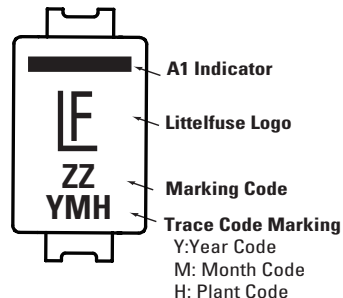 A1 Indicator
LF
Littelfuse Logo
ZZ
Marking Code
YMH
Trace Code Marking
Y:Year Code
M: Month Code
H: Plant Code